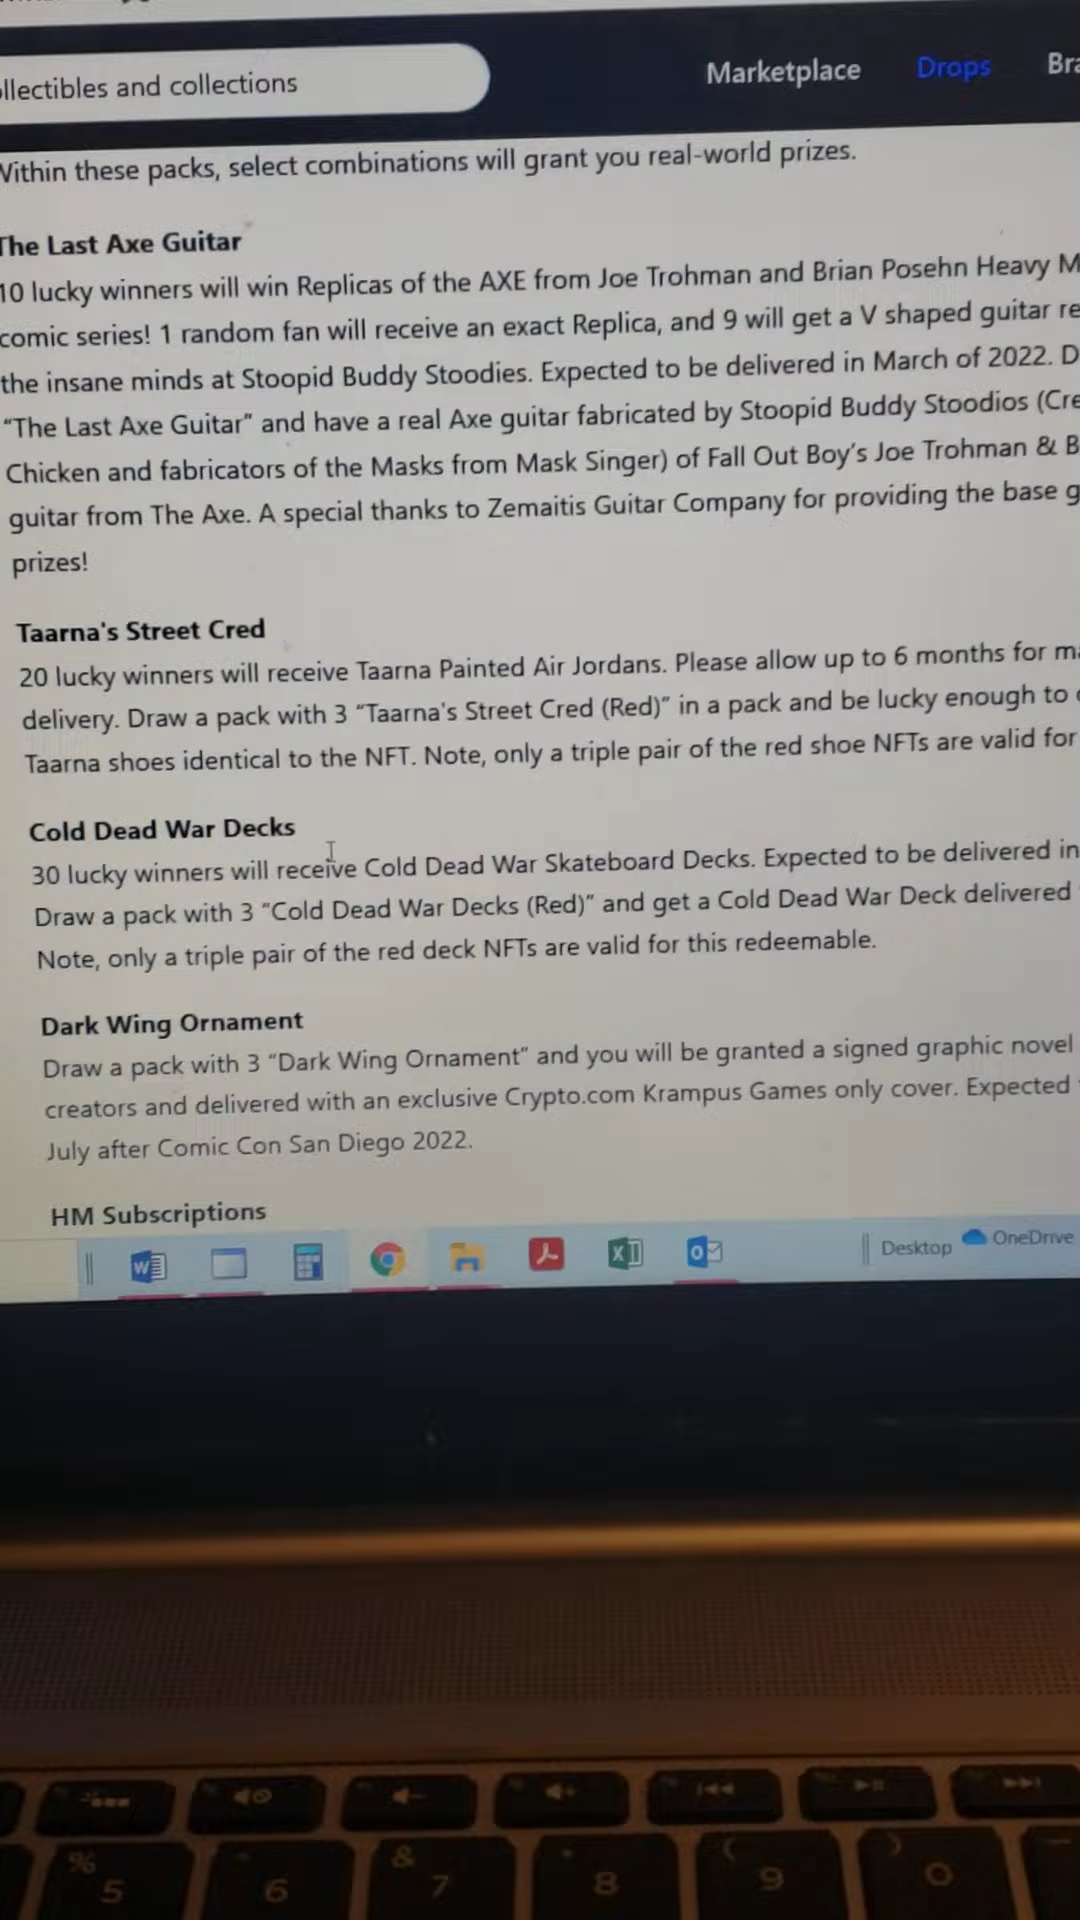 llectibles and collections
Marketplace Drops
Within these packs, select combinations will grant you real-world prizes.
The Last Axe Guitar
10 lucky winners will win Replicas of the AXE from Joe Trohman and Brian Posehn Heavy M
comic series! 1 random fan will receive an exact Replica, and 9 will get a V shaped guitar re
the insane minds at Stoopid Buddy Stoodies. Expected to be delivered in March of 2022. D
“The Last Axe Guitar” and have a real Axe guitar fabricated by Stoopid Buddy Stoodios (Cre
Chicken and fabricators of the Masks from Mask Singer) of Fall Out Boy’s Joe Trohman & B
guitar from The Axe. A special thanks to Zemaitis Guitar Company for providing the base g
prizes!
Taarna's Street Cred
20 lucky winners will receive Taarna Painted Air Jordans. Please allow up to 6 months for ma
delivery. Draw a pack with 3 “Taarna's Street Cred (Red)” in a pack and be lucky enough to
Taarna shoes identical to the NFT. Note, only a triple pair of the red shoe NFTs are valid for
Cold Dead War Decks
30 lucky winners will receive Cold Dead War Skateboard Decks. Expected to be delivered in
Draw a pack with 3 “Cold Dead War Decks (Red)” and get a Cold Dead War Deck delivered
Note, only a triple pair of the red deck NFTs are valid for this redeemable.
Dark Wing Ornament
Draw a pack with 3 “Dark Wing Ornament” and you will be granted a signed graphic novel
creators and delivered with an exclusive Crypto.com Krampus Games only cover. Expected
July after Comic Con San Diego 2022.
HM Subscriptions
Desktop OneDrive
% & ( )
5 6 7 8 9 0